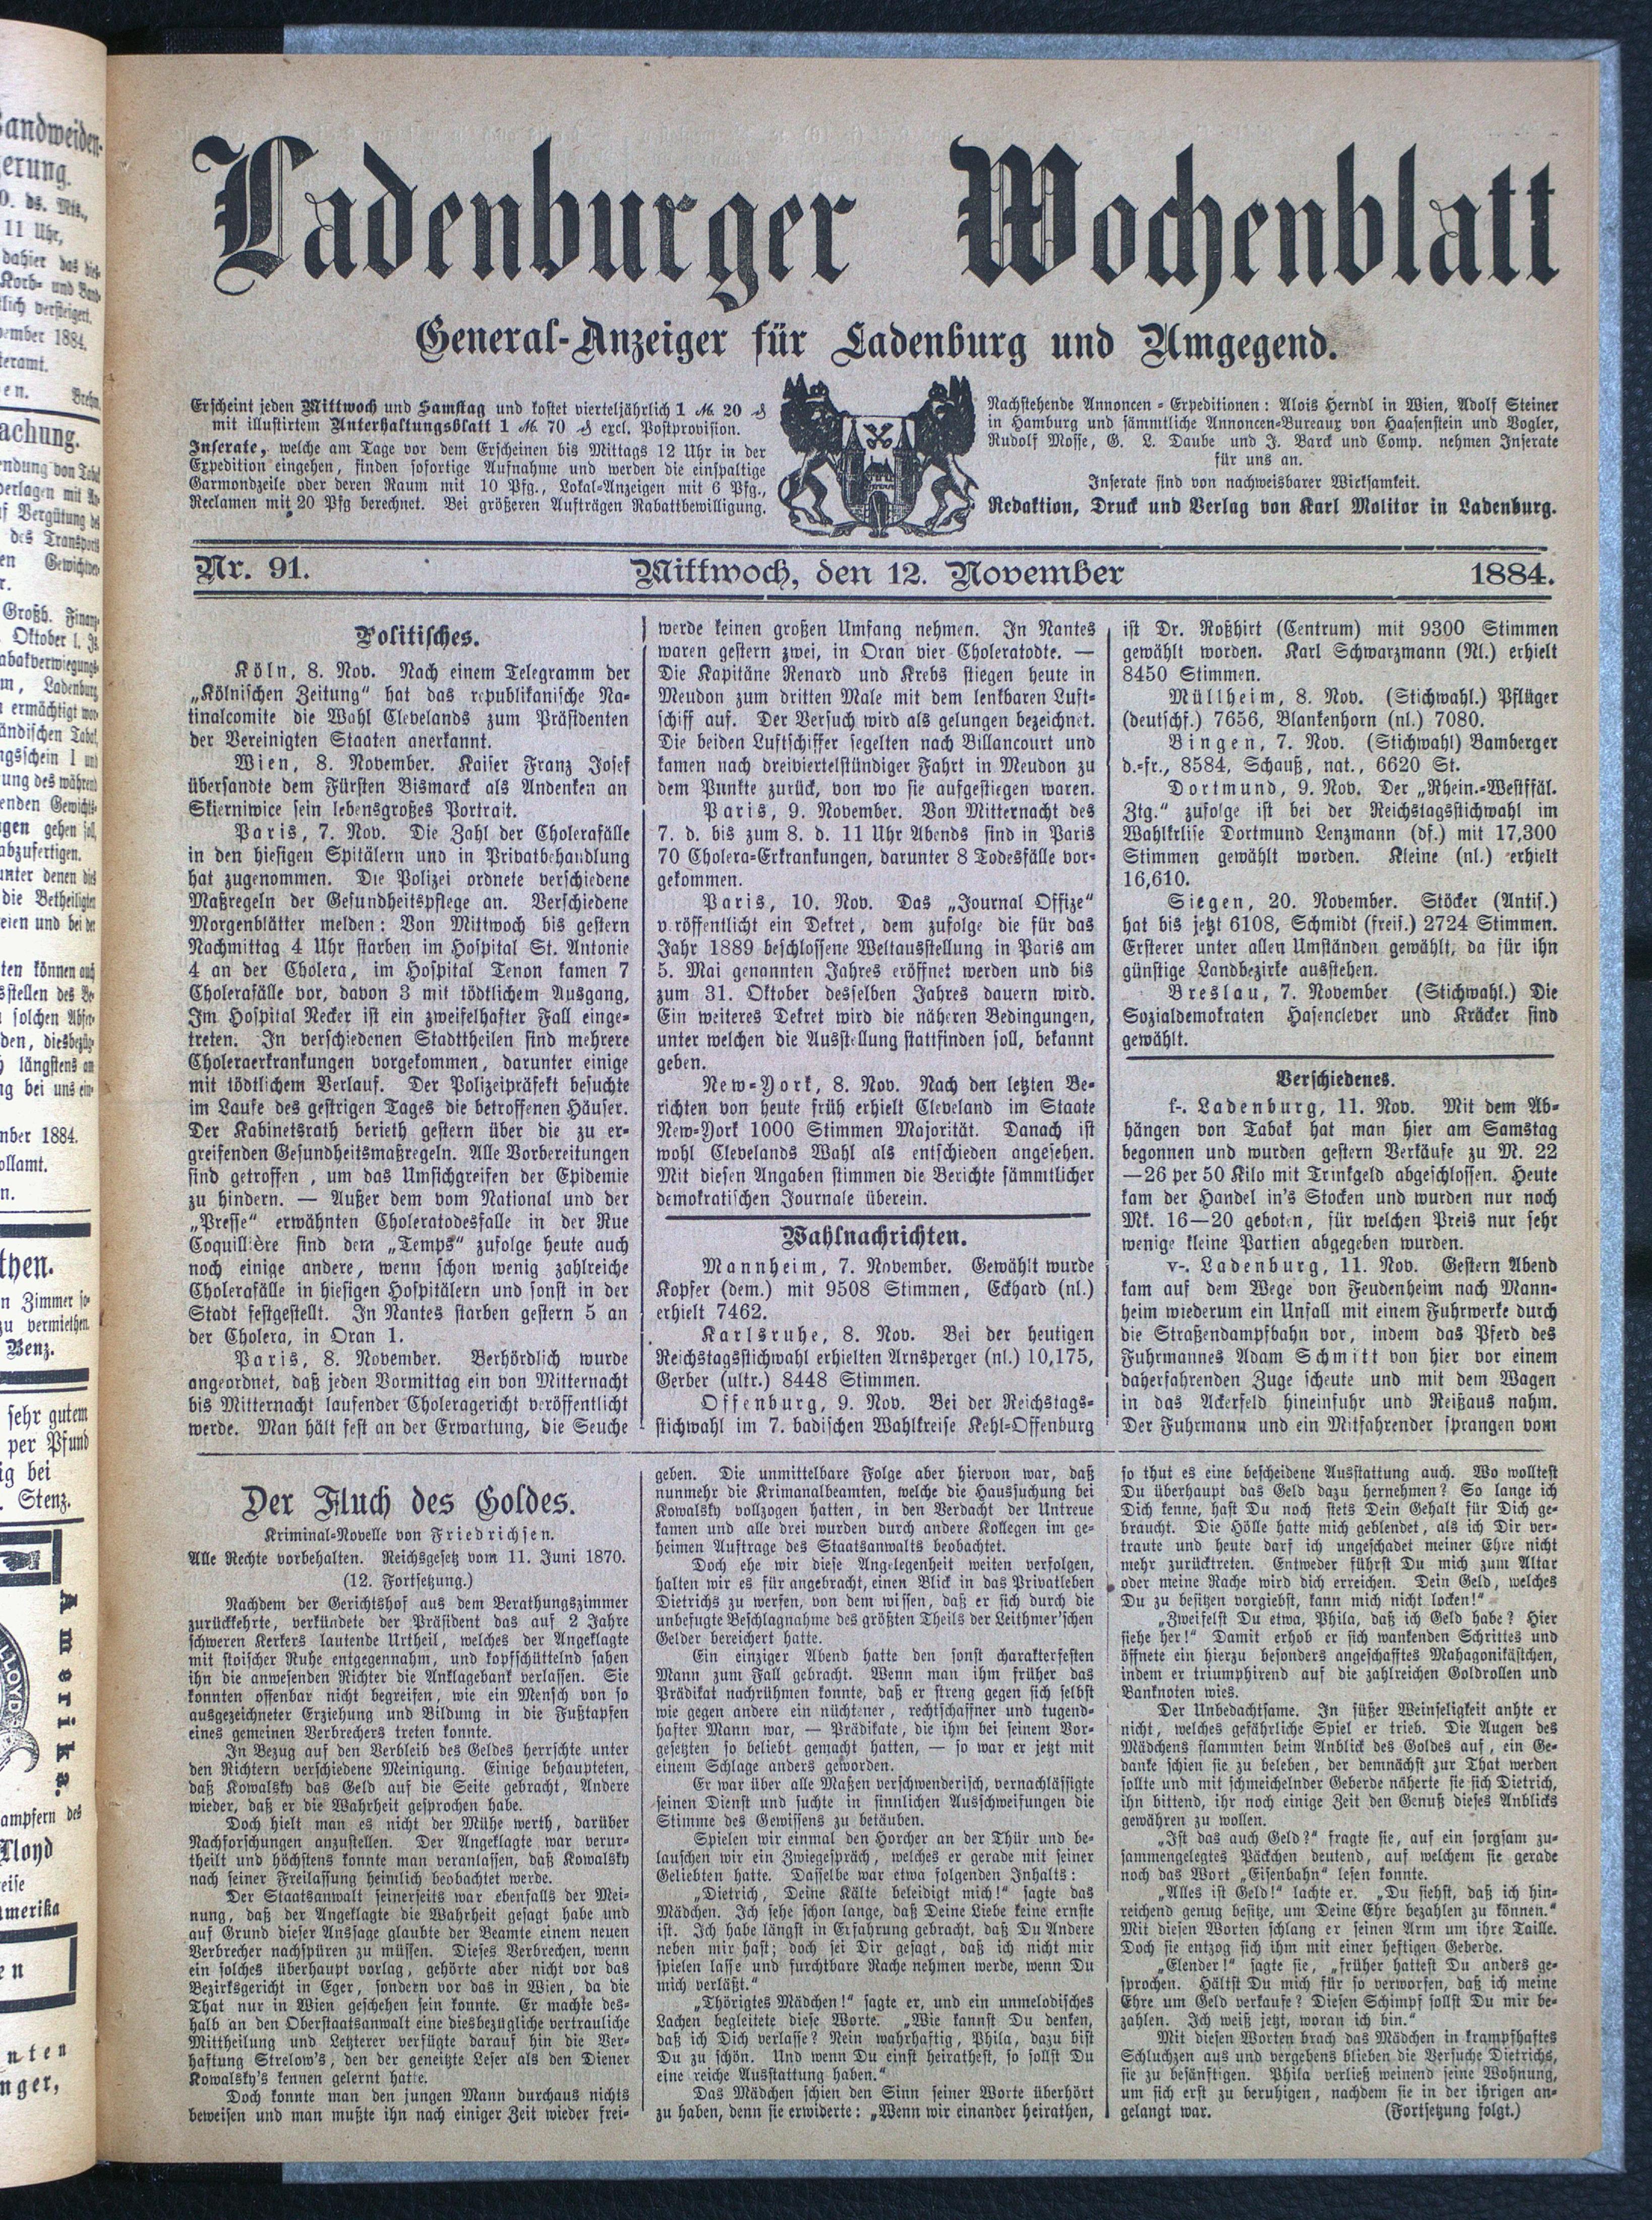 Ladenburger Wochenblatt
General-Anzeiger für Ladenburg und Umgegend.
Erscheint jeden Mittwoch und Samstag und kostet vierteljährlich 1 M. 20 ₰
mit illustirtem Unterhaltungsblatt 1 M. 70 ₰ excl. Postprovision.
Inserate, welche am Tage vor dem Erscheinen bis Mittags 12 Uhr in der
Expedition eingehen, finden sofortige Aufnahme und werden die einspaltige
Garmondzeile oder deren Raum mit 10 Pfg., Lokal-Anzeigen mit 6 Pfg.,
Reclamen mit 20 Pfg berechnet. Bei größeren Aufträgen Rabattbewilligung.
Nachstehende Annoncen-Expeditionen: Alois Herndl in Wien, Adolf Steiner
in Hamburg und sämmtliche Annoncen-Bureaux von Haasenstein und Vogler,
Rudolf Mosse, G. L. Daube und J. Barck und Comp. nehmen Inserate
für uns an.
Inserate sind von nachweisbarer Wirksamkeit.
Redaktion, Druck und Verlag von Karl Molitor in Ladenburg.
Nr. 91. Mittwoch, den 12. November 1884.
Politisches.
Köln, 8. Nov. Nach einem Telegramm der
„Kölnischen Zeitung“ hat das republikanische Na-
tinalcomite die Wahl Clevelands zum Präsidenten
der Vereinigten Staaten anerkannt.
Wien, 8. November. Kaiser Franz Josef
übersandte dem Fürsten Bismarck als Andenken an
Skierniwice sein lebensgroßes Portrait.
Paris, 7. Nov. Die Zahl der Cholerafälle
in den hiesigen Spitälern und in Privatbehandlung
hat zugenommen. Die Polizei ordnete verschiedene
Maßregeln der Gesundheitspflege an. Verschiedene
Morgenblätter melden: Von Mittwoch bis gestern
Nachmittag 4 Uhr starben im Hospital St. Antonie
4 an der Cholera, im Hospital Tenon kamen 7
Cholerafälle vor, davon 3 mit tödtlichem Ausgang,
Im Hospital Necker ist ein zweifelhafter Fall einge-
treten. In verschiedenen Stadttheilen sind mehrere
Choleraerkrankungen vorgekommen, darunter einige
mit tödtlichem Verlauf. Der Polizeipräfekt besuchte
im Laufe des gestrigen Tages die betroffenen Häuser.
Der Kabinetsrath berieth gestern über die zu er-
greifenden Gesundheitsmaßregeln. Alle Vorbereitungen
sind getroffen, um das Umsichgreifen der Epidemie
zu hindern. — Außer dem vom National und der
„Presse“ erwähnten Choleratodesfalle in der Rue
Coquillière sind dem „Temps“ zufolge heute auch
noch einige andere, wenn schon wenig zahlreiche
Cholerafälle in hiesigen Hospitälern und sonst in der
Stadt festgestellt. In Nantes starben gestern 5 an
der Cholera, in Oran 1.
Paris, 8. November. Berhördlich wurde
angeordnet, daß jeden Vormittag ein von Mitternacht
bis Mitternacht laufender Choleragericht veröffentlicht
werde. Man hält fest an der Erwartung, die Seuche
werde keinen großen Umfang nehmen. In Nantes
waren gestern zwei, in Oran vier Choleratodte. —
Die Kapitäne Renard und Krebs stiegen heute in
Meudon zum dritten Male mit dem lenkbaren Luft-
schiff auf. Der Versuch wird als gelungen bezeichnet.
Die beiden Luftschiffer segelten nach Billancourt und
kamen nach dreiviertelstündiger Fahrt in Meudon zu
dem Punkte zurück, von wo sie aufgestiegen waren.
Paris, 9. November. Von Mitternacht des
7. d. bis zum 8. d. 11 Uhr Abends sind in Paris
70 Cholera-Erkrankungen, darunter 8 Todesfälle vor-
gekommen.
Paris, 10. Nov. Das „Journal Offize“
v röffentlicht ein Dekret, dem zufolge die für das
Jahr 1889 beschlossene Weltausstellung in Paris am
5. Mai genannten Jahres eröffnet werden und bis
zum 31. Oktober desselben Jahres dauern wird.
Ein weiteres Dekret wird die näheren Bedingungen,
unter welchen die Ausstellung stattfinden soll, bekannt
geben.
New-York, 8. Nov. Nach den letzten Be-
richten von heute früh erhielt Cleveland im Staate
New-York 1000 Stimmen Majorität. Danach ist
wohl Clevelands Wahl als entschieden angesehen.
Mit diesen Angaben stimmen die Berichte sämmtlicher
demokratischen Journale überein.
Wahlnachrichten.
Mannheim, 7. November. Gewählt wurde
Kopfer (dem.) mit 9508 Stimmen, Eckhard (nl.)
erhielt 7462.
Karlsruhe, 8. Nov. Bei der heutigen
Reichstagsstichwahl erhielten Arnsperger (nl.) 10,175,
Gerber (ultr.) 8448 Stimmen.
Offenburg, 9. Nov. Bei der Reichstags-
stichwahl im 7. badischen Wahlkreise Kehl-Offenburg
ist Dr. Roßhirt (Centrum) mit 9300 Stimmen
gewählt worden. Karl Schwarzmann (Nl.) erhielt
8450 Stimmen.
Müllheim, 8. Nov. (Stichwahl.) Pflüger
(deutschf.) 7656, Blankenhorn (nl.) 7080.
Bingen, 7. Nov. (Stichwahl) Bamberger
d.-fr., 8584, Schauß, nat., 6620 St.
Dortmund, 9. Nov. Der „Rhein.-Westfäl.
Ztg.“ zufolge ist bei der Reichstagsstichwahl im
Wahlkrlise Dortmund Lenzmann (df.) mit 17,300
Stimmen gewählt worden. Kleine (nl.) erhielt
16,610.
Siegen, 20. November. Stöcker (Antis.)
hat bis jetzt 6108, Schmidt (freis.) 2724 Stimmen.
Ersterer unter allen Umständen gewählt, da für ihn
günstige Landbezirke ausstehen.
Breslau, 7. November (Stichwahl.) Die
Sozialdemokraten Hasenclever und Kräcker sind
gewählt.
Verschiedenes.
f-. Ladenburg, 11. Nov. Mit dem Ab-
hängen von Tabak hat man hier am Samstag
begonnen und wurden gestern Verkäufe zu M. 22
—26 per 50 Kilo mit Trinkgeld abgeschlossen. Heute
kam der Handel in's Stocken und wurden nur noch
Mk. 16—20 geboten, für welchen Preis nur sehr
wenige kleine Partien abgegeben wurden.
v-. Ladenburg, 11. Nov. Gestern Abend
kam auf dem Wege von Feudenheim nach Mann-
heim wiederum ein Unfall mit einem Fuhrwerke durch
die Straßendampfbahn vor, indem das Pferd des
Fuhrmannes Adam Schmitt von hier vor einem
daherfahrenden Zuge scheute und mit dem Wagen
in das Ackerfeld hineinfuhr und Reißaus nahm.
Der Fuhrmann und ein Mitfahrender sprangen vom
Der Fluch des Goldes.
Kriminal-Novelle von Friedrichsen.
Alle Rechte vorbehalten. Reichsgesetz vom 11. Juni 1870.
(12. Fortsetzung.)
Nachdem der Gerichtshof aus dem Berathungszimmer
zurückkehrte, verkündete der Präsident das auf 2 Jahre
schweren Kerkers lautende Urtheil, welches der Angeklagte
mit stoischer Ruhe entgegennahm, und kopfschüttelnd sahen
ihn die anwesenden Richter die Anklagebank verlassen. Sie
konnten offenbar nicht begreifen, wie ein Mensch von so
ausgezeichneter Erziehung und Bildung in die Fußtapfen
eines gemeinen Verbrechers treten konnte.
In Bezug auf den Verbleib des Geldes herrschte unter
den Richtern verschiedene Meinigung. Einige behaupteten,
daß Kowalsky das Geld auf die Seite gebracht, Andere
wieder, daß er die Wahrheit gesprochen habe.
Doch hielt man es nicht der Mühe werth, darüber
Nachforschungen anzustellen. Der Angeklagte war verur-
theilt und höchstens konnte man veranlassen, daß Kowalsky
nach seiner Freilassung heimlich beobachtet werde.
Der Staatsanwalt seinerseits war ebenfalls der Mei-
nung, daß der Angeklagte die Wahrheit gesagt habe und
auf Grund dieser Aussage glaubte der Beamte einem neuen
Verbrecher nachspüren zu müssen. Dieses Verbrechen, wenn
ein solches überhaupt vorlag, gehörte aber nicht vor das
Bezirksgericht in Eger, sondern vor das in Wien, da die
That nur in Wien geschehen sein konnte. Er machte des-
halb an den Oberstaatsanwalt eine diesbezügliche vertrauliche
Mittheilung und Letzterer verfügte darauf hin die Ver-
haftung Strelow's, den der geneigte Leser als den Diener
Kowalsky's kennen gelernt hatte.
Doch konnte man den jungen Mann durchaus nichts
beweisen und man mußte ihn nach einiger Zeit wieder frei-
geben. Die unmittelbare Folge aber hiervon war, daß
nunmehr die Krimanalbeamten, welche die Haussuchung bei
Kowalsky vollzogen hatten, in den Verdacht der Untreue
kamen und alle drei wurden durch andere Kollegen im ge-
heimen Auftrage des Staatsanwalts beobachtet.
Doch ehe wir diese Angelegenheit weiten verfolgen,
halten wir es für angebracht, einen Blick in das Privatleben
Dietrichs zu werfen, von dem wissen, daß er sich durch die
unbefugte Beschlagnahme des größten Theils der Leithmer'schen
Gelder bereichert hatte.
Ein einziger Abend hatte den sonst charakterfesten
Mann zum Fall gebracht. Wenn man ihm früher das
Prädikat nachrühmen konnte, daß er streng gegen sich selbst
wie gegen andere ein nüchtener, rechtschaffner und tugend-
hafter Mann war, — Prädikate, die ihm bei seinem Vor-
gesetzten so beliebt gemacht hatten, — so war er jetzt mit
einem Schlage anders geworden.
Er war über alle Maßen verschwenderisch, vernachlässigte
seinen Dienst und suchte in sinnlichen Ausschweifungen die
Stimme des Gewissens zu betäuben.
Spielen wir einmal den Horcher an der Thür und be-
lauschen wir ein Zwiegespräch, welches er gerade mit seiner
Geliebten hatte. Dasselbe war etwa folgenden Inhalts:
„Dietrich, Deine Kälte beleidigt mich!“ sagte das
Mädchen. Ich sehe schon lange, daß Deine Liebe keine ernste
ist. Ich habe längst in Erfahrung gebracht, daß Du Andere
neben mir hast; doch sei Dir gesagt, daß ich nicht mir
spielen lasse und furchtbare Rache nehmen werde, wenn Du
mich verläßt.“
„Thörigtes Mädchen!“ sagte er, und ein unmelodisches
Lachen begleitete diese Worte. „Wie kannst Du denken,
daß ich Dich verlasse? Nein wahrhaftig, Phila, dazu bist
Du zu schön. Und wenn Du einst heirathest, so sollst Du
eine reiche Ausstattung haben.“
Das Mädchen schien den Sinn seiner Worte überhört
zu haben, denn sie erwiderte: „Wenn wir einander heirathen,
so thut es eine bescheidene Ausstattung auch. Wo wolltest
Du überhaupt das Geld dazu hernehmen? So lange ich
Dich kenne, hast Du noch stets Dein Gehalt für Dich ge-
braucht. Die Hölle hatte mich geblendet, als ich Dir ver-
traute und heute darf ich ungeschadet meiner Ehre nicht
mehr zurücktreten. Entweder führst Du mich zum Altar
oder meine Rache wird dich erreichen. Dein Geld, welches
Du zu besitzen vorgiebst, kann mich nicht locken!“
„Zweifelst Du etwa, Phila, daß ich Geld habe? Hier
siehe her!“ Damit erhob er sich wankenden Schrittes und
öffnete ein hierzu besonders angeschafftes Mahagonikästchen,
indem er triumphirend auf die zahlreichen Goldrollen und
Banknoten wies.
Der Unbedachtsame. In süßer Weinseligkeit anhte er
nicht, welches gefährliche Spiel er trieb. Die Augen des
Mädchens flammten beim Anblick des Goldes auf, ein Ge-
danke schien sie zu beleben, der demnächst zur That werden
sollte und mit schmeichelnder Geberde näherte sie sich Dietrich,
ihn bittend, ihr noch einige Zeit den Genuß dieses Anblicks
gewähren zu wollen.
„Ist das auch Geld?“ fragte sie, auf ein sorgsam zu-
sammengelegtes Päckchen deutend, auf welchem sie gerade
noch das Wort „Eisenbahn“ lesen konnte.
„Alles ist Geld!“ lachte er. „Du siehst, daß ich hin-
reichend genug besitze, um Deine Ehre bezahlen zu können.“
Mit diesen Worten schlang er seinen Arm um ihre Taille.
Doch sie entzog sich ihm mit einer heftigen Geberde.
„Elender!“ sagte sie, „früher hattest Du anders ge-
sprochen. Hältst Du mich für so verworfen, daß ich meine
Ehre um Geld verkaufe? Diesen Schimpf sollst Du mir be-
zahlen. Ich weiß jetzt, woran ich bin.“
Mit diesen Worten brach das Mädchen in krampfhaftes
Schluchzen aus und vergebens blieben die Versuche Dietrichs,
sie zu besänftigen. Phila verließ weinend seine Wohnung,
um sich erst zu beruhigen, nachdem sie in der ihrigen an-
gelangt war. (Fortsetzung folgt.)